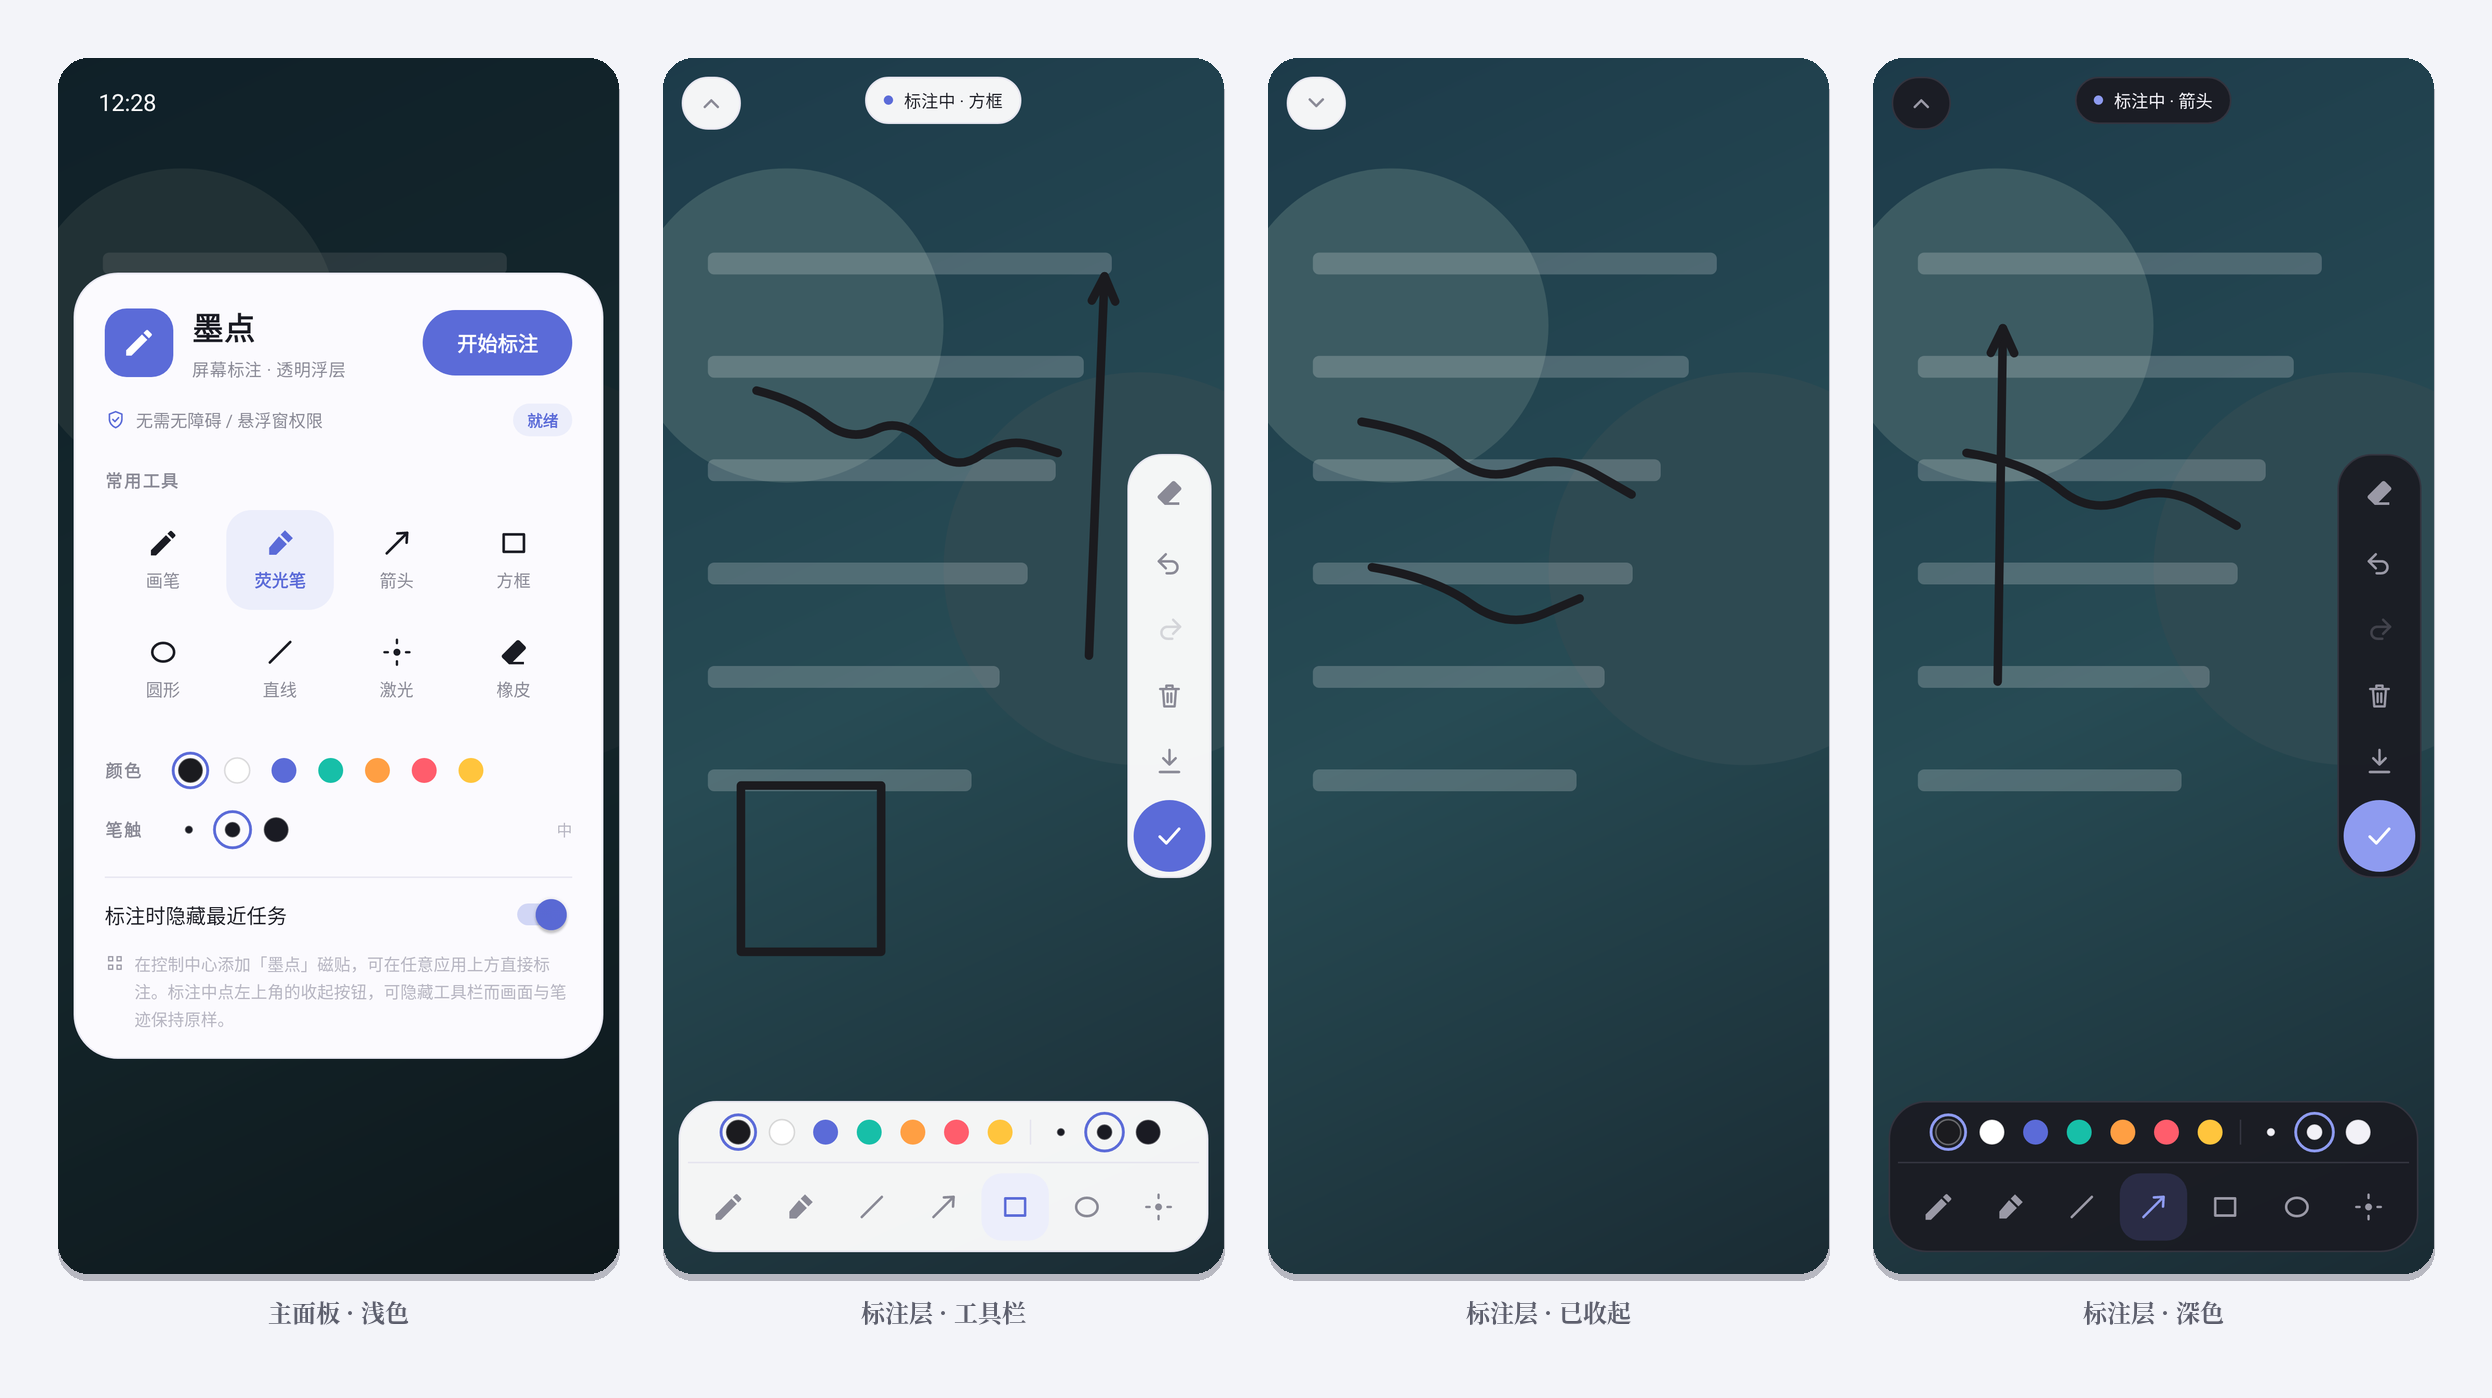 12:28
墨点
屏幕标注 · 透明浮层
开始标注
无需无障碍 / 悬浮窗权限
就绪
常用工具
画笔
荧光笔
箭头
方框
圆形
直线
激光
橡皮
颜色
笔触
中
标注时隐藏最近任务
在控制中心添加「墨点」磁贴，可在任意应用上方直接标
注。标注中点左上角的收起按钮，可隐藏工具栏而画面与笔
迹保持原样。
主面板 · 浅色
标注中 · 方框
标注层 · 工具栏
标注层 · 已收起
标注中 · 箭头
标注层 · 深色